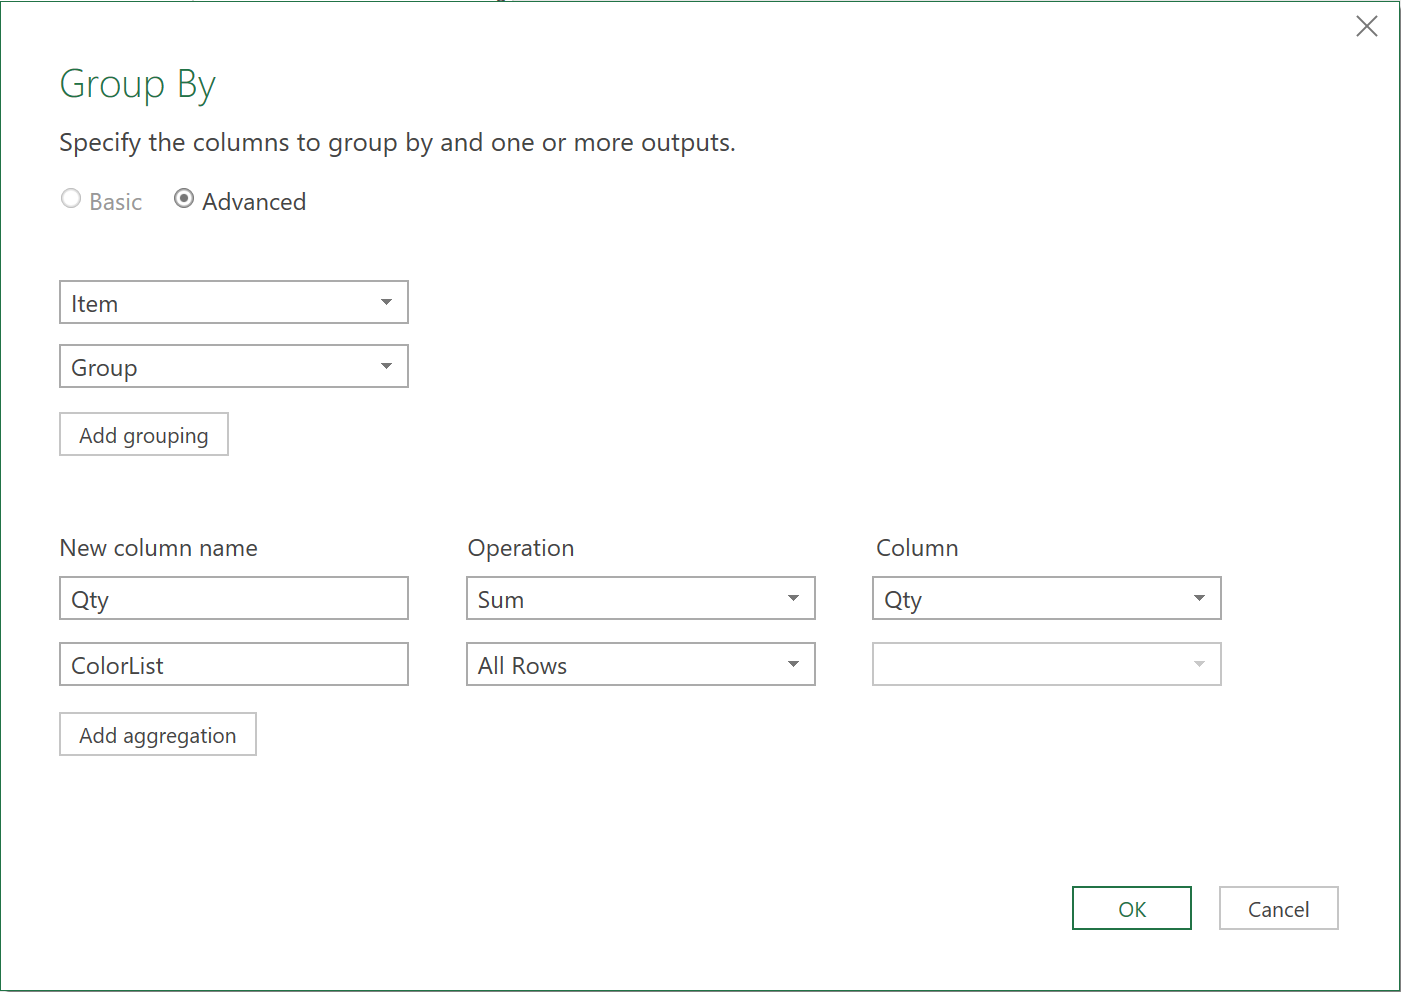 Group By
Specify the columns to group by and one or more outputs.
Basic Advanced
Item
Group
Add grouping
New column name Operation Column
Qty Sum Qty
ColorList All Rows
Add aggregation
OK Cancel